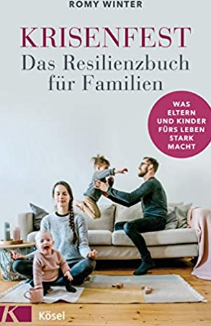 ROMY WINTER
KRISENFEST
Das Resilienzbuch
für Familien
WAS
ELTERN
UND KINDER
FÜRS LEBEN
STARK
MACHT
K
Kösel